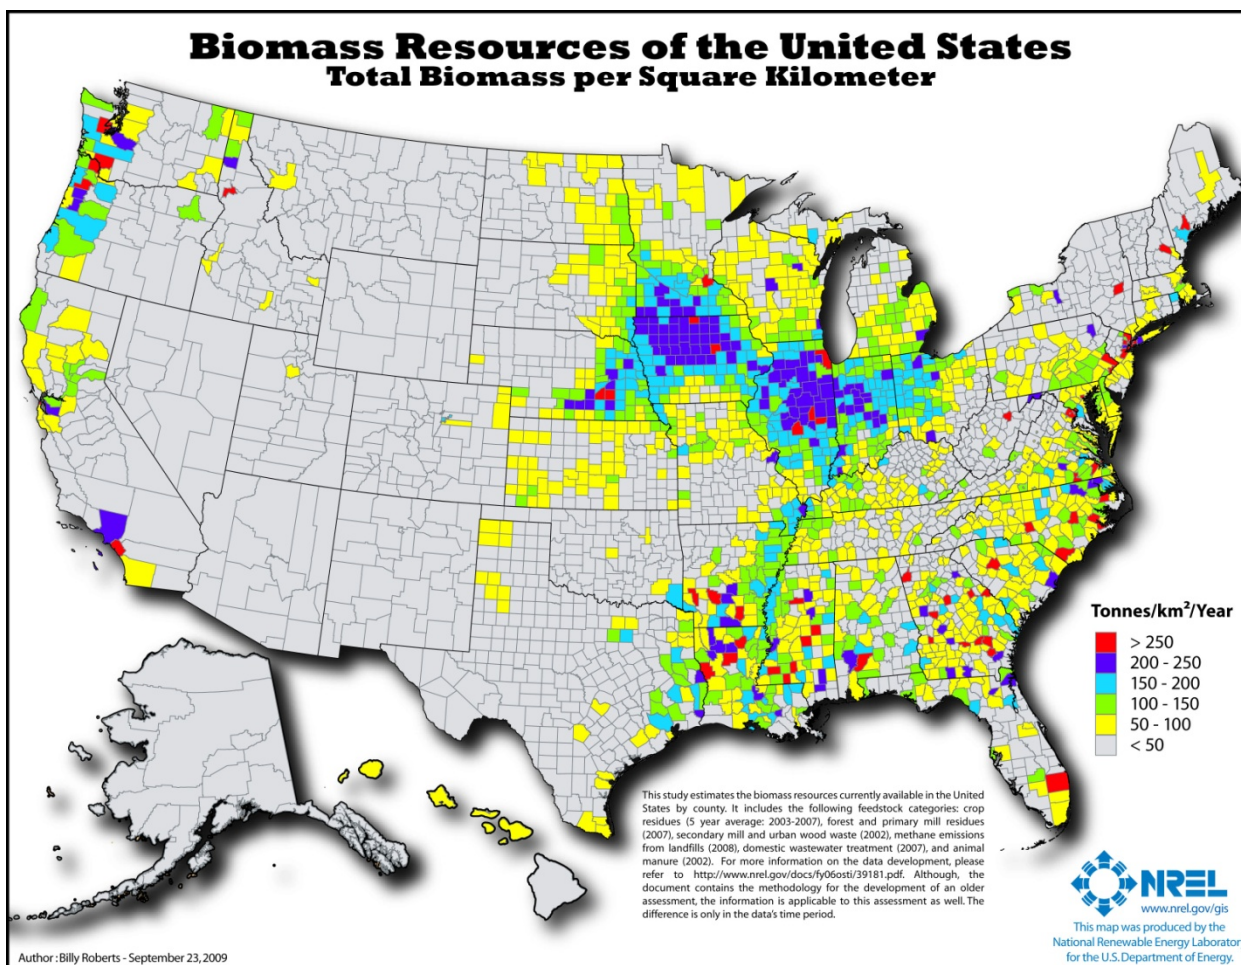 Biomass Resources of the United States
Total Biomass per Square Kilometer
Tonnes/km²/Year
> 250
200 - 250
150 - 200
100 - 150
50 - 100
< 50
This study estimates the biomass resources currently available in the United
States by county. It includes the following feedstock categories: crop
residues (5 year average: 2003-2007), forest and primary mill residues
(2007), secondary mill and urban wood waste (2002), methane emissions
from landfills (2008), domestic wastewater treatment (2007), and animal
manure (2002). For more information on the data development, please
refer to http://www.nrel.gov/docs/fy06osti/39181.pdf. Although, the
document contains the methodology for the development of an older
assessment, the information is applicable to this assessment as well. The
difference is only in the data's time period.
NREL
www.nrel.gov/gis
This map was produced by the
National Renewable Energy Laborator
for the U.S. Department of Energy.
Author : Billy Roberts - September 23, 2009